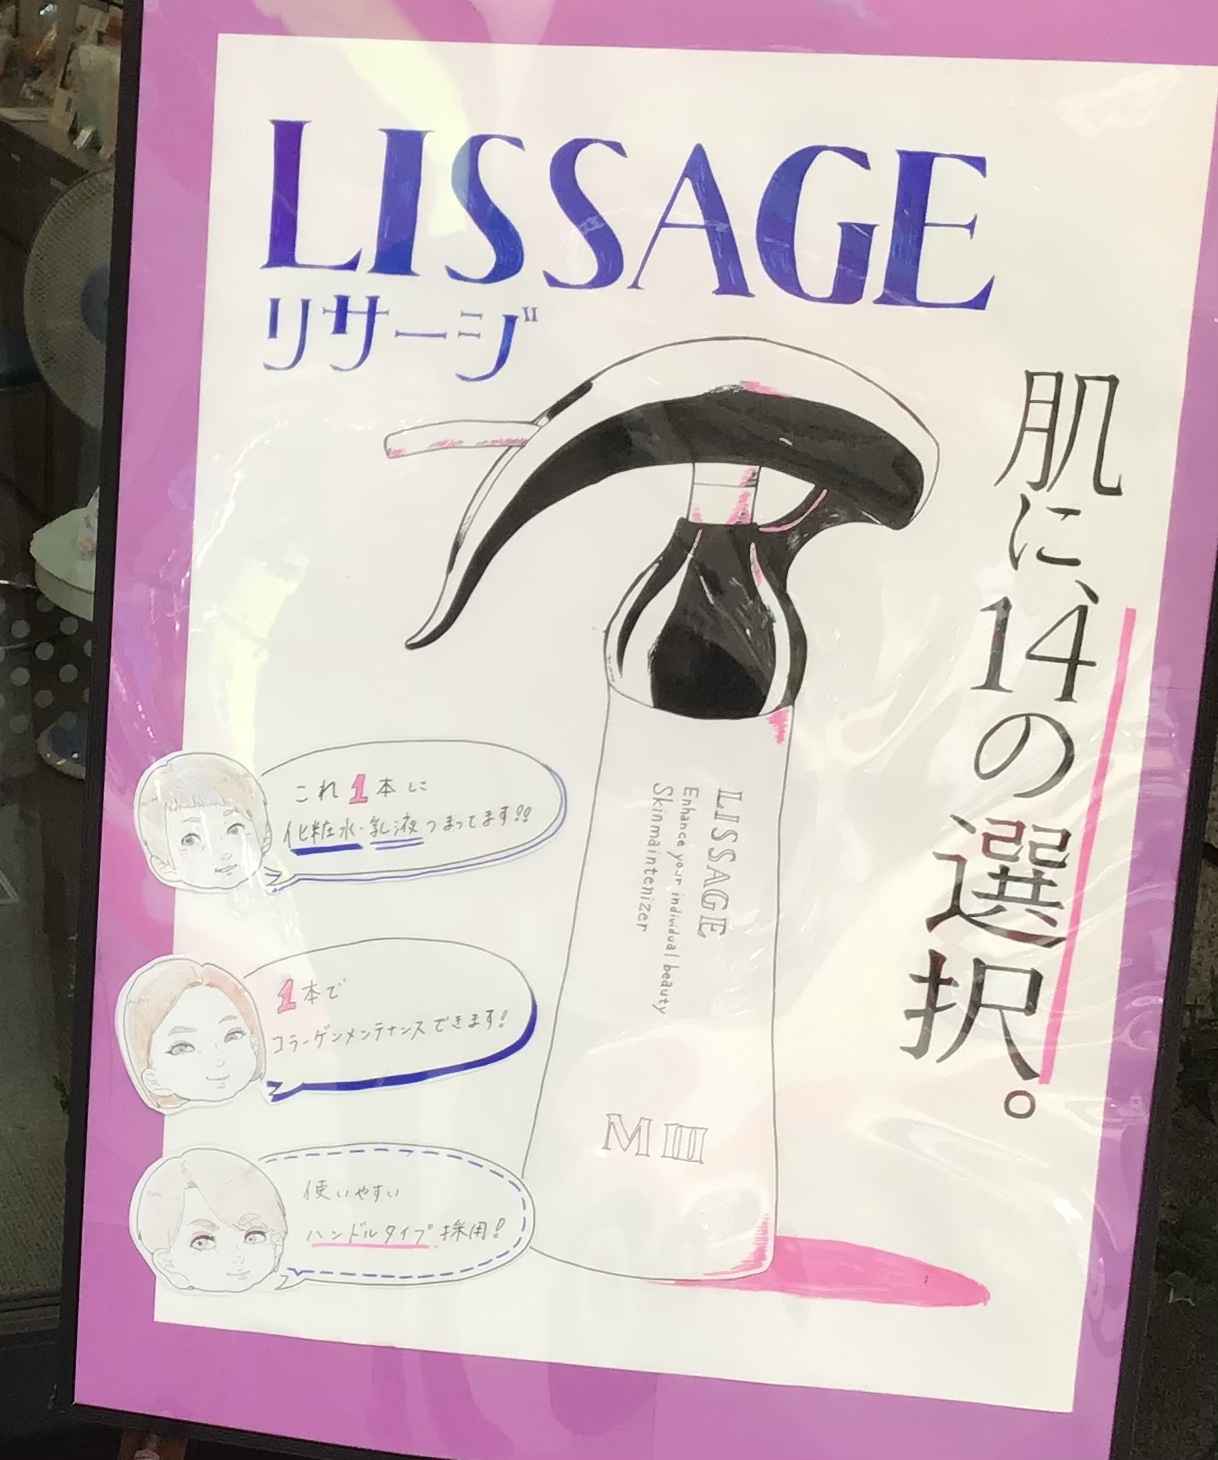 LISSAGE
リサージ
肌に、14の選択。
これ1本に
化粧水・乳液つまってます!!
1本で
コラーゲンメンテナンスできます!
使いやすい
ハンドルタイプ採用!
LISSAGE
Enhance your individual beauty
Skinmaintenizer
MIII